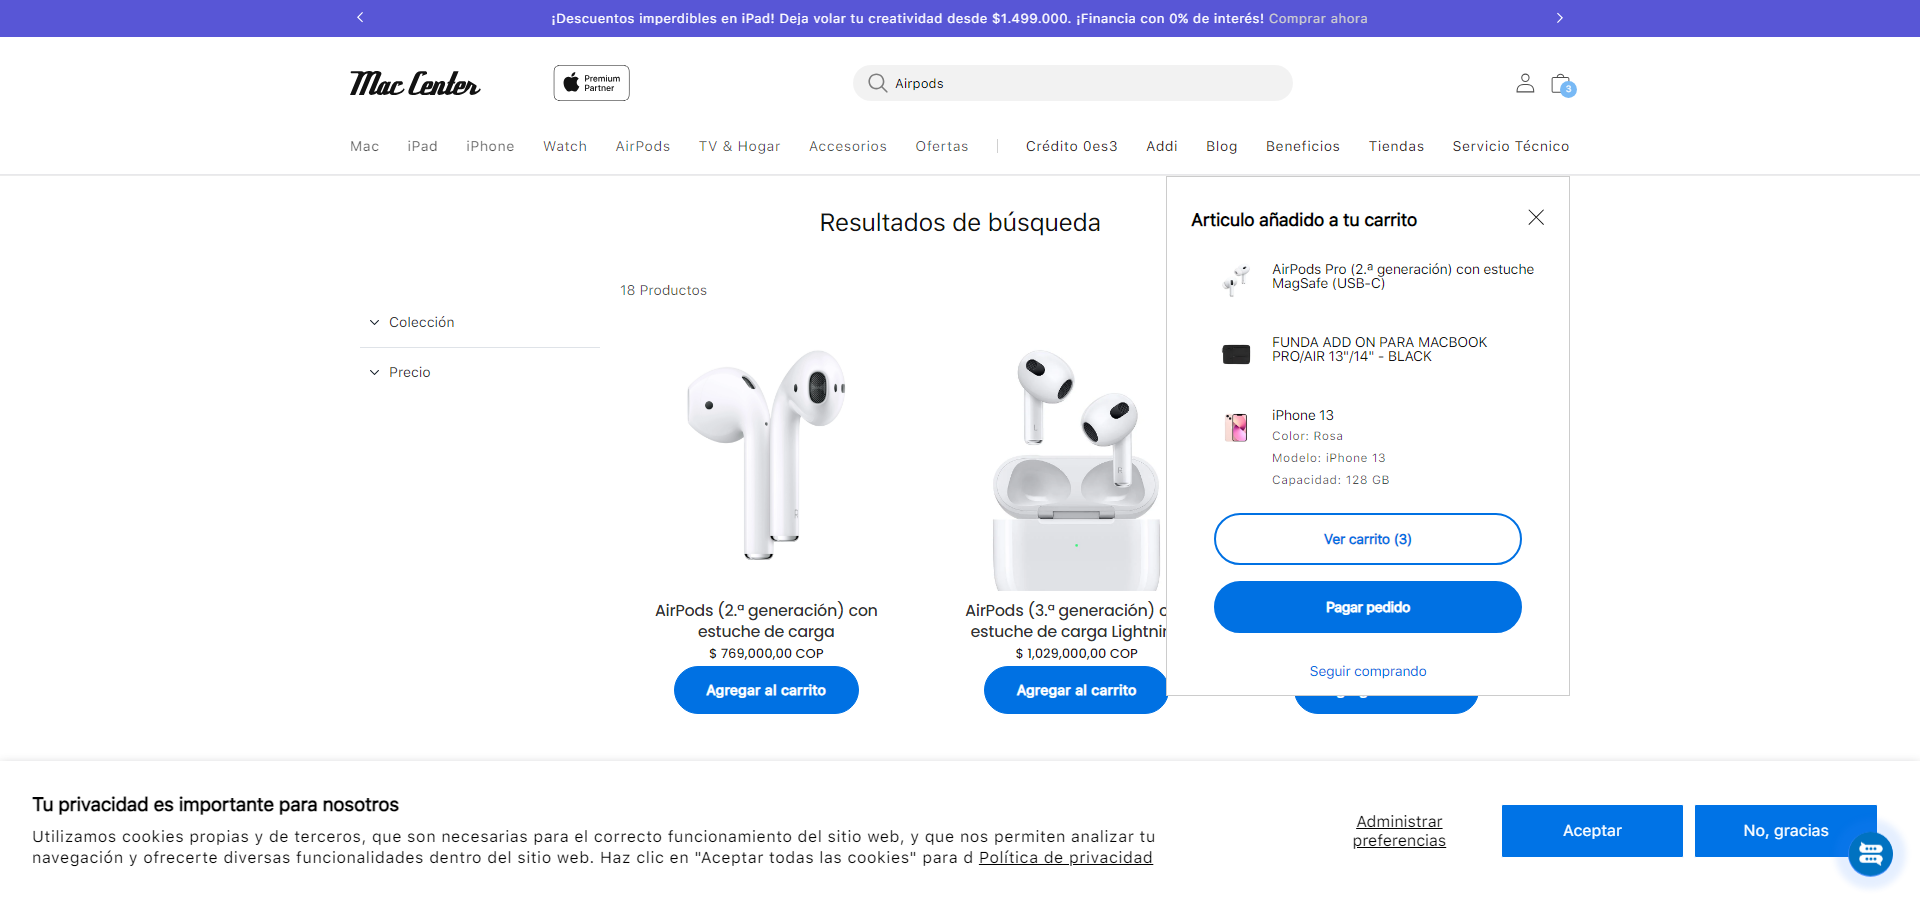 ¡Descuentos imperdibles en iPad! Deja volar tu creatividad desde $1.499.000. ¡Financia con 0% de interés! Comprar ahora
Mac Center
Premium
Partner
Airpods
3
Mac
iPad
iPhone
Watch
AirPods
TV & Hogar
Accesorios
Ofertas
Crédito 0es3
Addi
Blog
Beneficios
Tiendas
Servicio Técnico
Resultados de búsqueda
18 Productos
Colección
Precio
AirPods (2.ª generación) con
estuche de carga
$ 769,000,00 COP
Agregar al carrito
AirPods (3.ª generación)
estuche de carga
$ 1,029,000,00 COP
Agregar al carrito
Articulo añadido a tu carrito
AirPods Pro (2.ª generación) con estuche
MagSafe (USB-C)
FUNDA ADD ON PARA MACBOOK
PRO/AIR 13"/14" - BLACK
iPhone 13
Color: Rosa
Modelo: iPhone 13
Capacidad: 128 GB
Ver carrito (3)
Pagar pedido
Seguir comprando
Tu privacidad es importante para nosotros
Utilizamos cookies propias y de terceros, que son necesarias para el correcto funcionamiento del sitio web, y que nos permiten analizar tu
navegación y ofrecerte diversas funcionalidades dentro del sitio web. Haz clic en "Aceptar todas las cookies" para d Política de privacidad
Administrar
preferencias
Aceptar
No, gracias